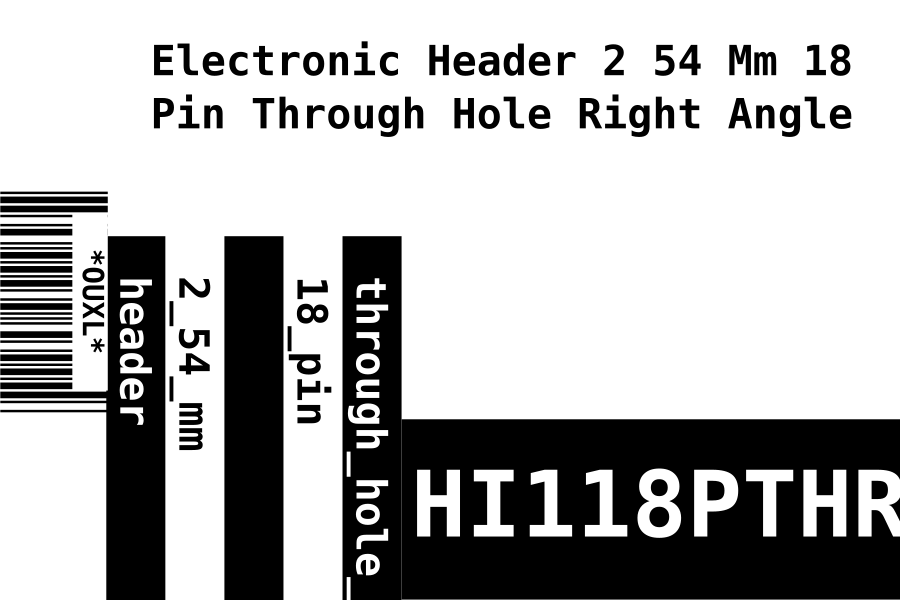 Electronic Header 2 54 Mm 18
Pin Through Hole Right Angle
*OUXL*
header
2_54_mm
18_pin
through_hole_
HI118PTHR